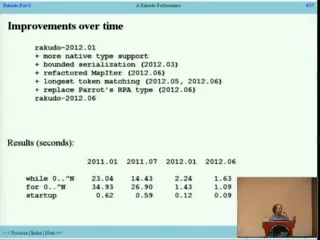 Rakudo Perl 6
A Rakudo Performance
#27
Improvements over time
rakudo-2012.01
+ more native type support
+ bounded serialization (2012.03)
+ refactored MapIter (2012.06)
+ longest token matching (2012.05, 2012.06)
+ replace Parrot's RPA type (2012.06)
rakudo-2012.06
Results (seconds):
2011.01 2011.07 2012.01 2012.06
while 0..^N 23.04 14.43 2.24 1.63
for 0..^N 34.93 26.90 1.43 1.09
startup 0.62 0.59 0.12 0.09
<< Previous | Index | Next >>